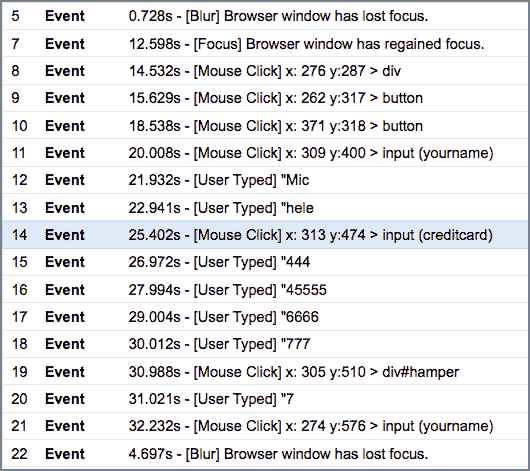 5 Event 0.728s - [Blur] Browser window has lost focus.
7 Event 12.598s - [Focus] Browser window has regained focus.
8 Event 14.532s - [Mouse Click] x: 276 y:287 > div
9 Event 15.629s - [Mouse Click] x: 262 y:317 > button
10 Event 18.538s - [Mouse Click] x: 371 y:318 > button
11 Event 20.008s - [Mouse Click] x: 309 y:400 > input (yourname)
12 Event 21.932s - [User Typed] "Mic
13 Event 22.941s - [User Typed] "hele
14 Event 25.402s - [Mouse Click] x: 313 y:474 > input (creditcard)
15 Event 26.972s - [User Typed] "444
16 Event 27.994s - [User Typed] "45555
17 Event 29.004s - [User Typed] "6666
18 Event 30.012s - [User Typed] "777
19 Event 30.988s - [Mouse Click] x: 305 y:510 > div#hamper
20 Event 31.021s - [User Typed] "7
21 Event 32.232s - [Mouse Click] x: 274 y:576 > input (yourname)
22 Event 4.697s - [Blur] Browser window has lost focus.